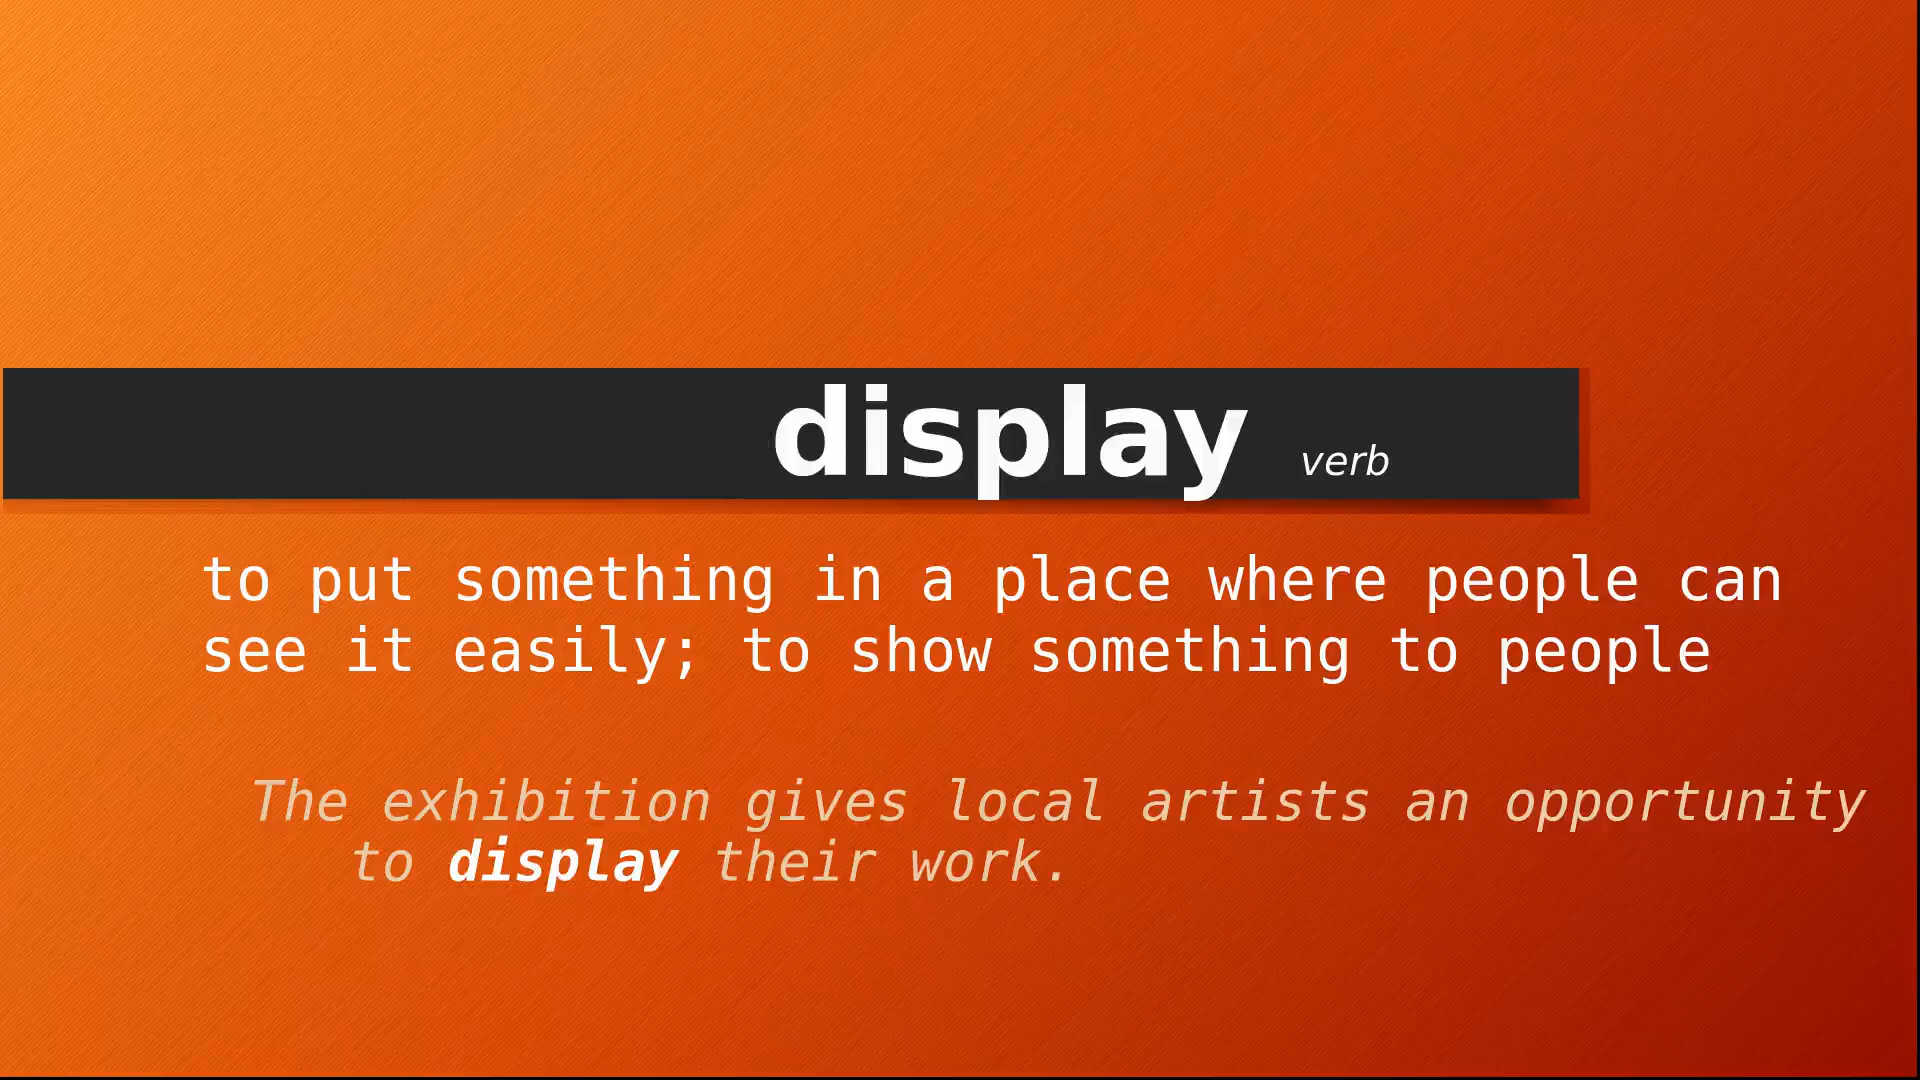 display verb
to put something in a place where people can
see it easily; to show something to people
The exhibition gives local artists an opportunity
to display their work.